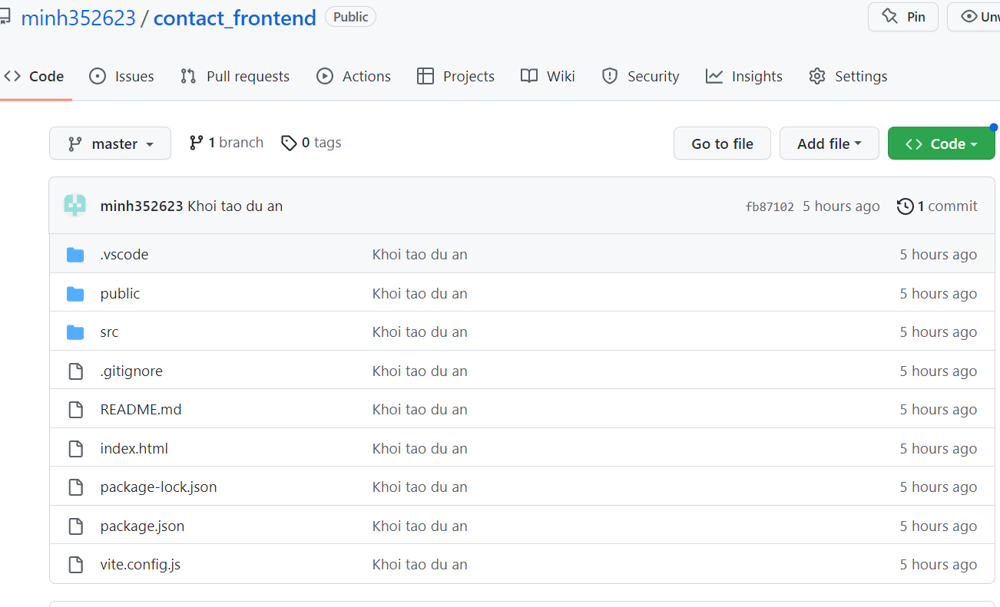 minh352623 / contact_frontend Public Pin Unw
Code Issues Pull requests Actions Projects Wiki Security Insights Settings
master 1 branch 0 tags Go to file Add file Code
minh352623 Khoi tao du an fb87102 5 hours ago 1 commit
.vscode Khoi tao du an 5 hours ago
public Khoi tao du an 5 hours ago
src Khoi tao du an 5 hours ago
.gitignore Khoi tao du an 5 hours ago
README.md Khoi tao du an 5 hours ago
index.html Khoi tao du an 5 hours ago
package-lock.json Khoi tao du an 5 hours ago
package.json Khoi tao du an 5 hours ago
vite.config.js Khoi tao du an 5 hours ago